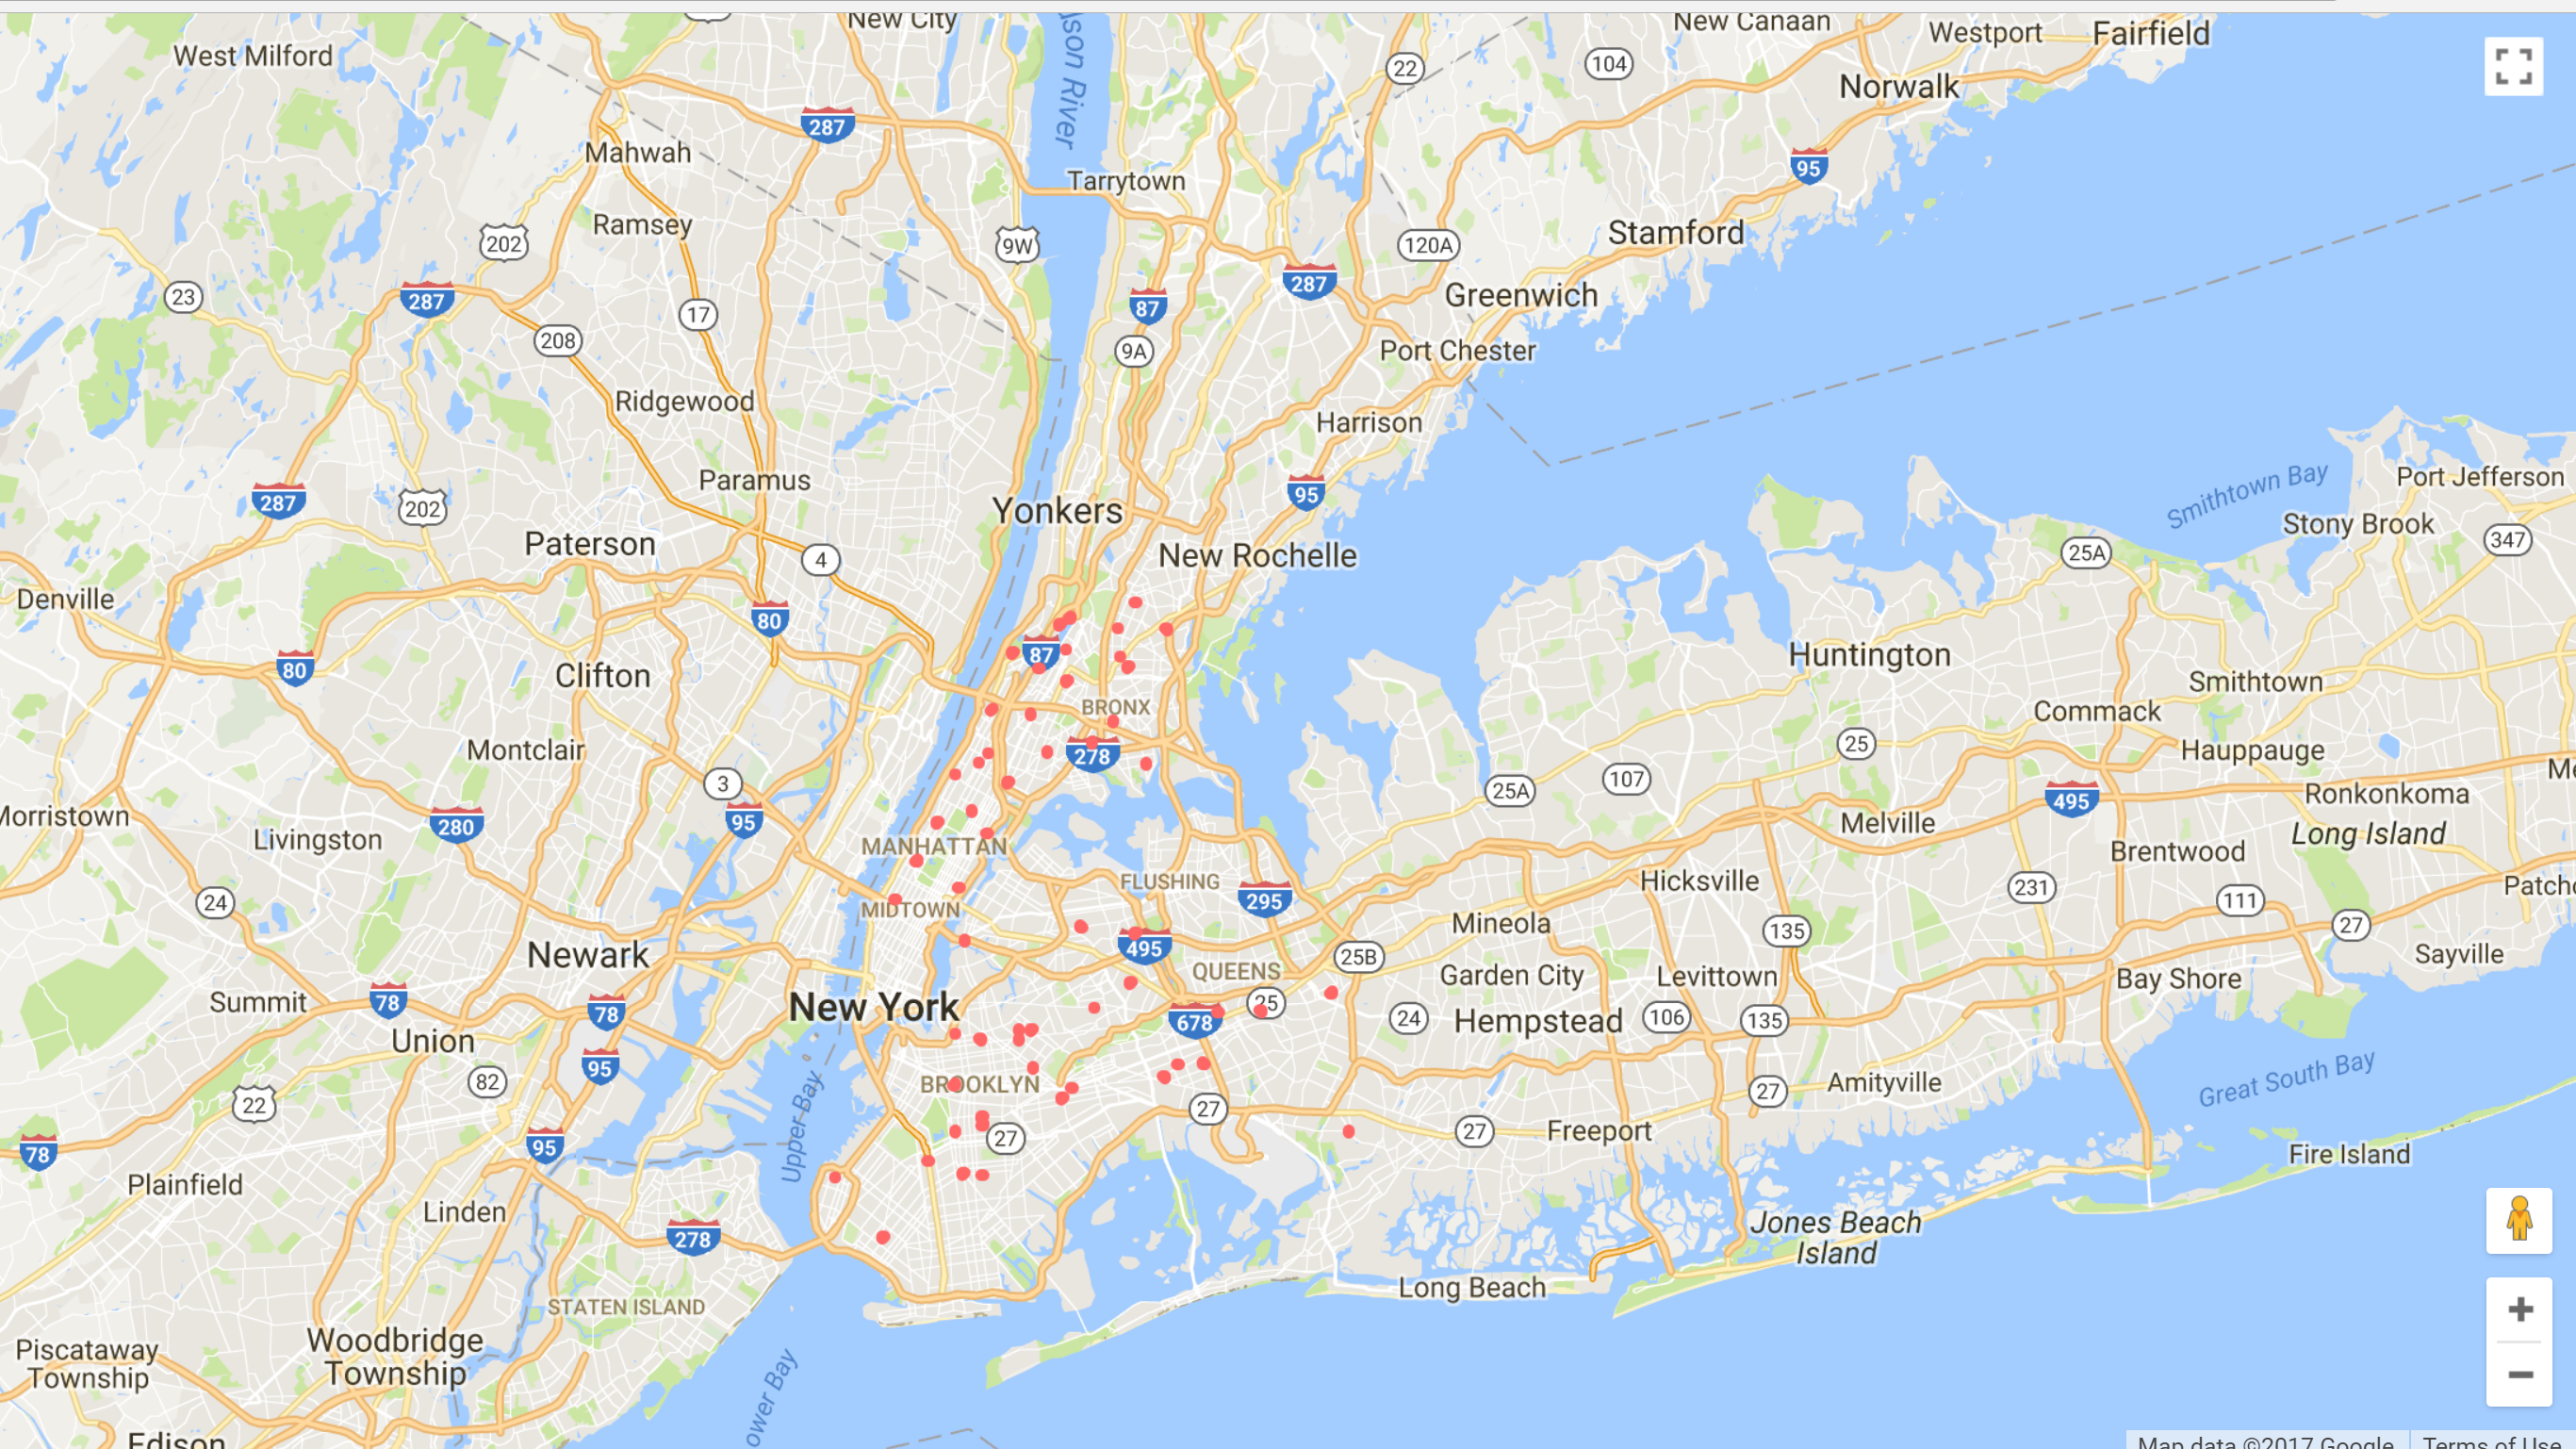 New City
New Canaan
Westport
Fairfield
West Milford
22
104
Norwalk
287
son River
Mahwah
95
Tarrytown
Ramsey
202
9W
120A
Stamford
23
287
17
87
287
Greenwich
208
9A
Port Chester
Ridgewood
Harrison
Paramus
287
202
Yonkers
95
Smithtown Bay
Port Jefferson
Stony Brook
Paterson
4
New Rochelle
25A
347
Denville
80
80
Clifton
87
Huntington
Smithtown
BRONX
Commack
Montclair
278
25
Hauppauge
3
25A
107
495
Ronkonkoma
Morristown
Livingston
280
95
MANHATTAN
Melville
Long Island
Brentwood
24
FLUSHING
295
Hicksville
231
111
Patch
MIDTOWN
Mineola
135
27
Newark
495
25B
QUEENS
Garden City
Levittown
Sayville
Bay Shore
Summit
78
78
New York
25
678
24
Hempstead
106
135
Union
95
82
BROOKLYN
22
Upper Bay
27
27
Amityville
Great South Bay
78
95
27
27
Freeport
Fire Island
Plainfield
Linden
278
Jones Beach
Island
Long Beach
STATEN ISLAND
Piscataway
Township
Woodbridge
Township
ower Bay
Edison
Map data ©2017 Google
Terms of Use